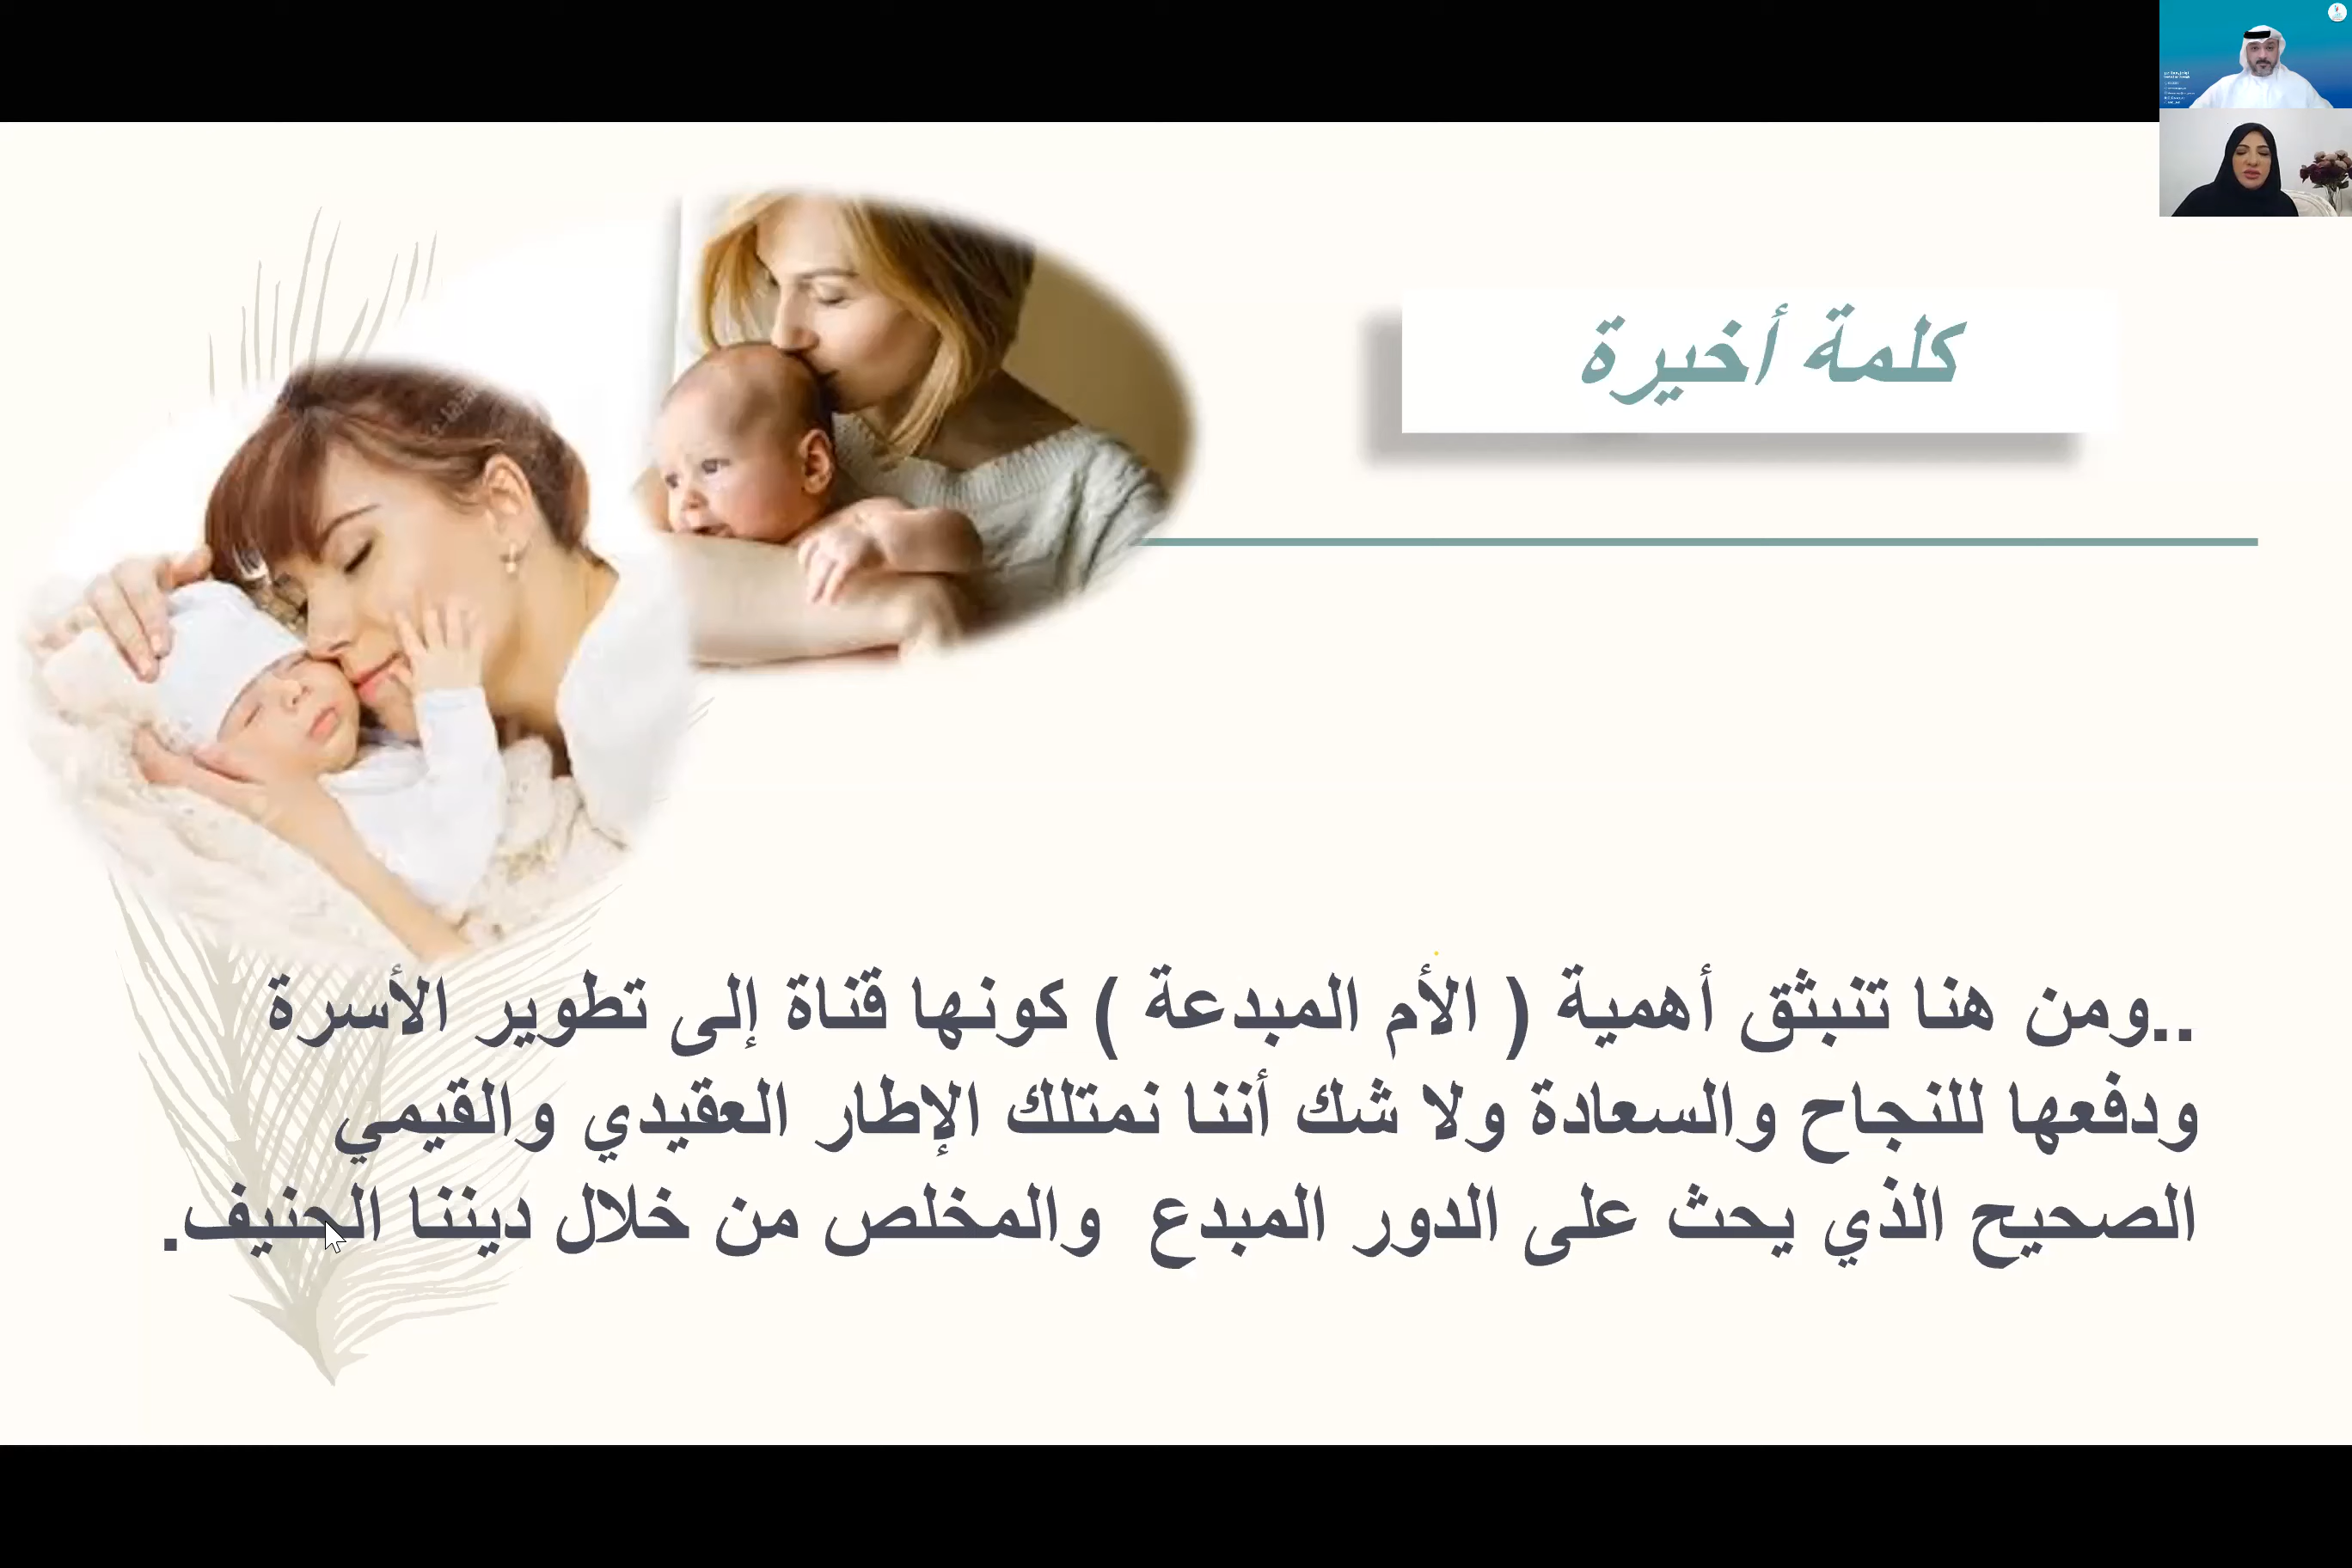 كلمة أخيرة
..ومن هنا تنبثق أهمية ( الأم المبدعة ) كونها قناة إلى تطوير الأسرة
ودفعها للنجاح والسعادة ولا شك أننا نمتلك الإطار العقيدي والقيمي
الصحيح الذي يحث على الدور المبدع والمخلص من خلال ديننا الحنيف.